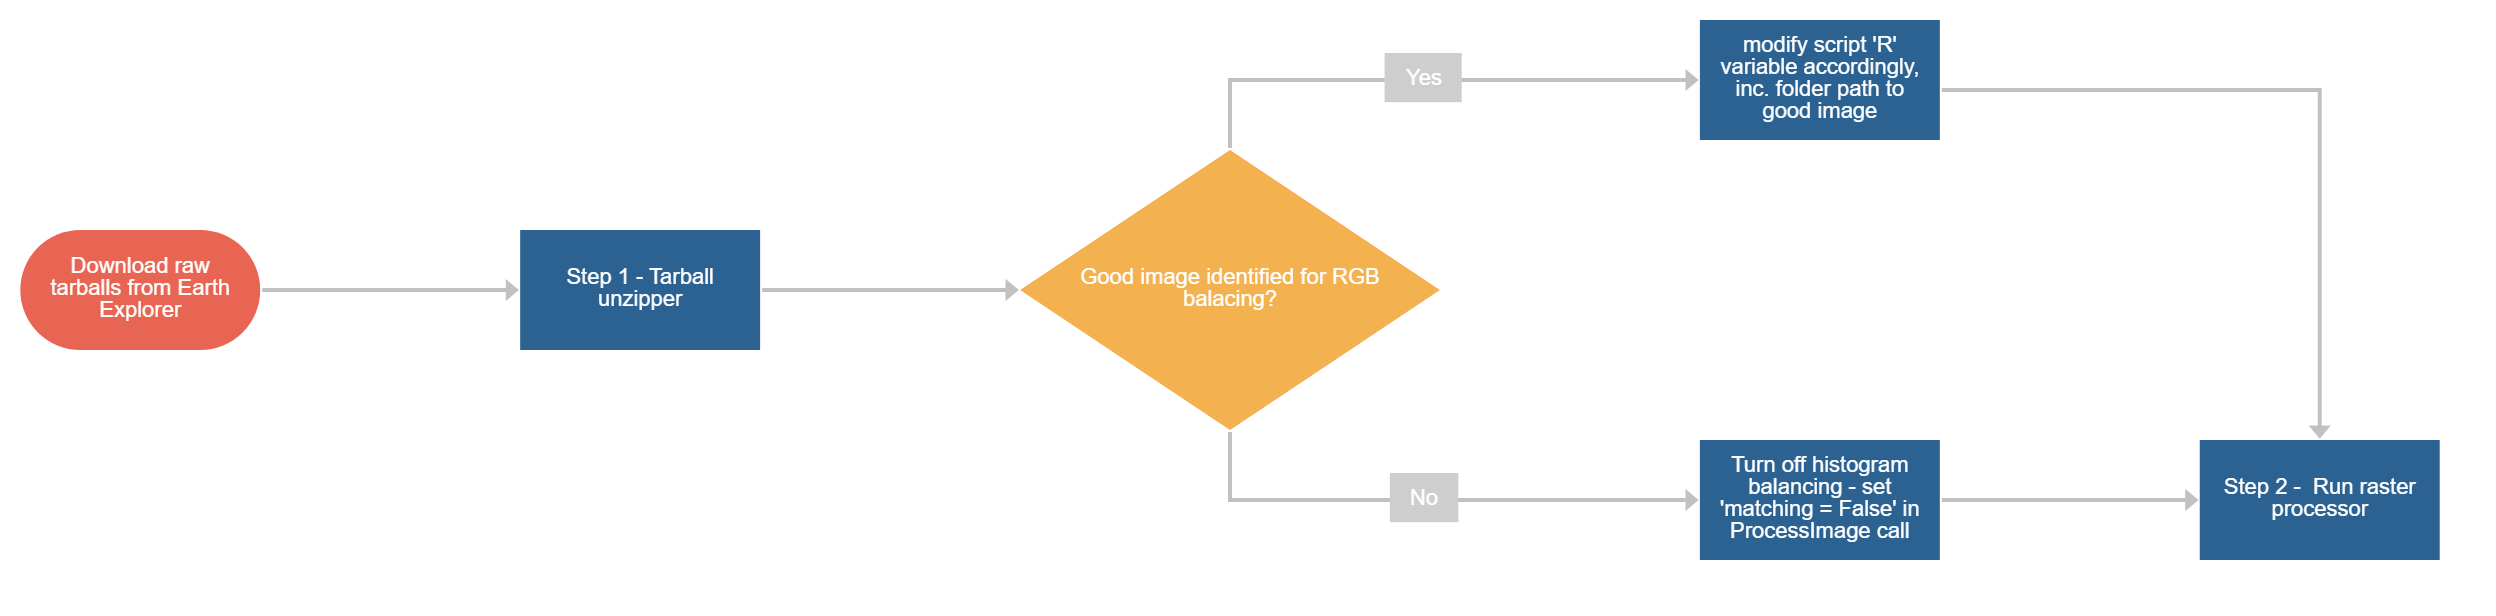 Download raw
tarballs from Earth
Explorer
Step 1 - Tarball
unzipper
Good image identified for RGB
balacing?
Yes
modify script 'R'
variable accordingly,
inc. folder path to
good image
No
Turn off histogram
balancing - set
'matching = False' in
ProcessImage call
Step 2 -  Run raster
processor